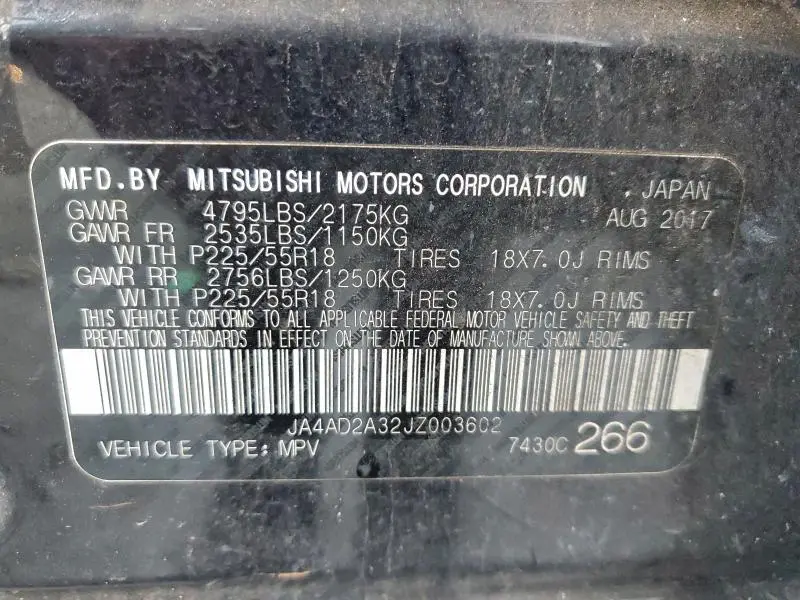 MFD.BY MITSUBISHI MOTORS CORPORATION , JAPAN
GVWR 4795LBS/2175KG AUG 2017
GAWR FR 2535LBS/1150KG
WITH P225/55R18 TIRES 18X7.0J RIMS
GAWR RR 2756LBS/1250KG
WITH P225/55R18 TIRES 18X7.0J RIMS
THIS VEHICLE CONFORMS TO ALL APPLICABLE FEDERAL MOTOR VEHICLE SAFETY AND THEFT
PREVENTION STANDARDS IN EFFECT ON THE DATE OF MANUFACTURE SHOWN ABOVE.
JA4AD2A32JZ003602
VEHICLE TYPE: MPV 7430C 266